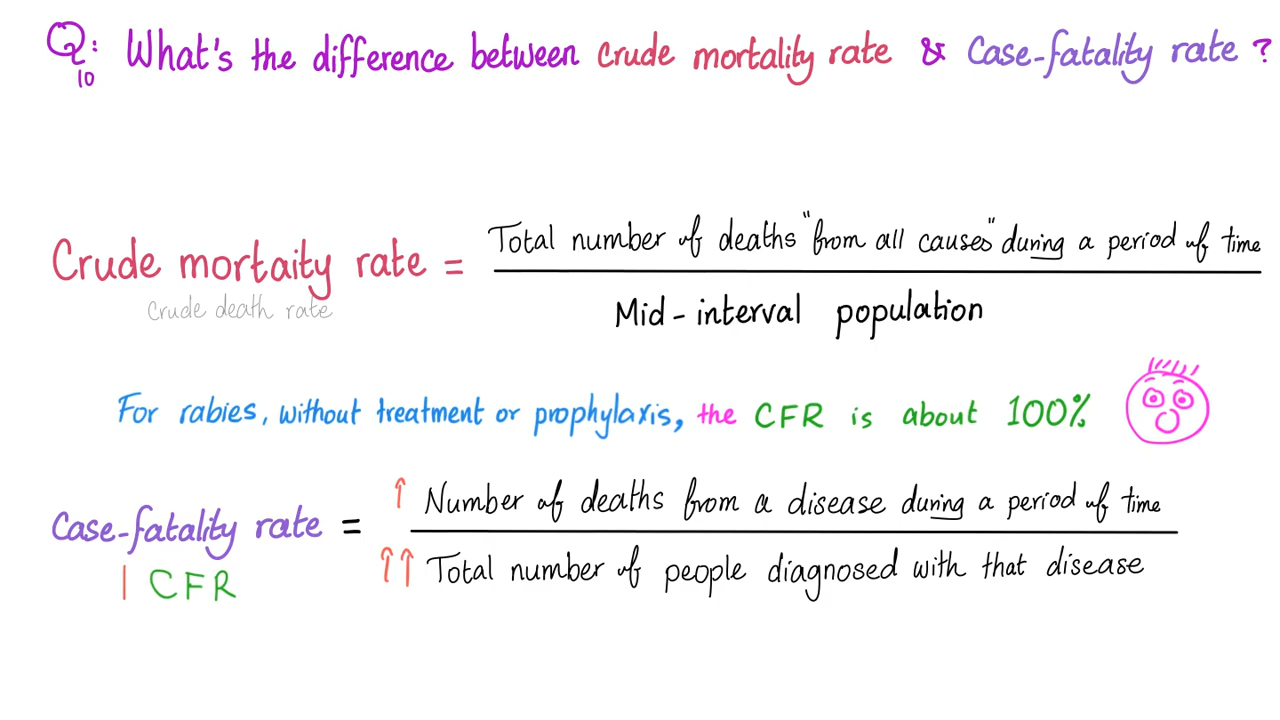 Q: What's the difference between Crude mortality rate & Case-fatality rate ?
10
Total number of deaths "from all causes" during a period of time
Crude mortaity rate =
Crude death rate
Mid-interval population
For rabies, without treatment or prophylaxis, the CFR is about 100%
↑ Number of deaths from a disease during a period of time
Case-fatality rate =
↑↑ Total number of people diagnosed with that disease
| CFR